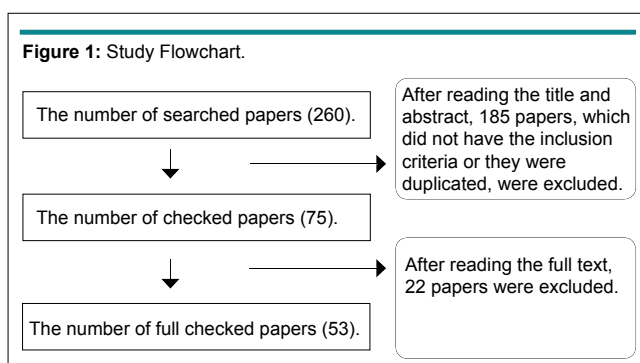 Figure 1: Study Flowchart.
The number of searched papers (260).
After reading the title and
abstract, 185 papers, which
did not have the inclusion
criteria or they were
duplicated, were excluded.
The number of checked papers (75).
After reading the full text,
22 papers were excluded.
The number of full checked papers (53).